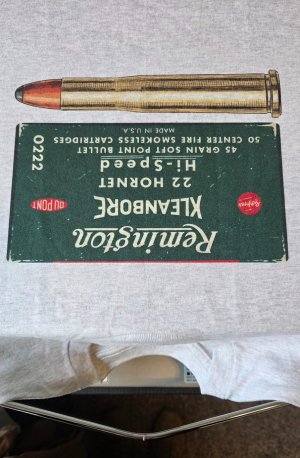 Remington
KLEANBORE
DU PONT
22 HORNET
Hi-Speed
45 GRAIN SOFT POINT BULLET
50 CENTER FIRE SMOKELESS CARTRIDGES
MADE IN U.S.A.
0222